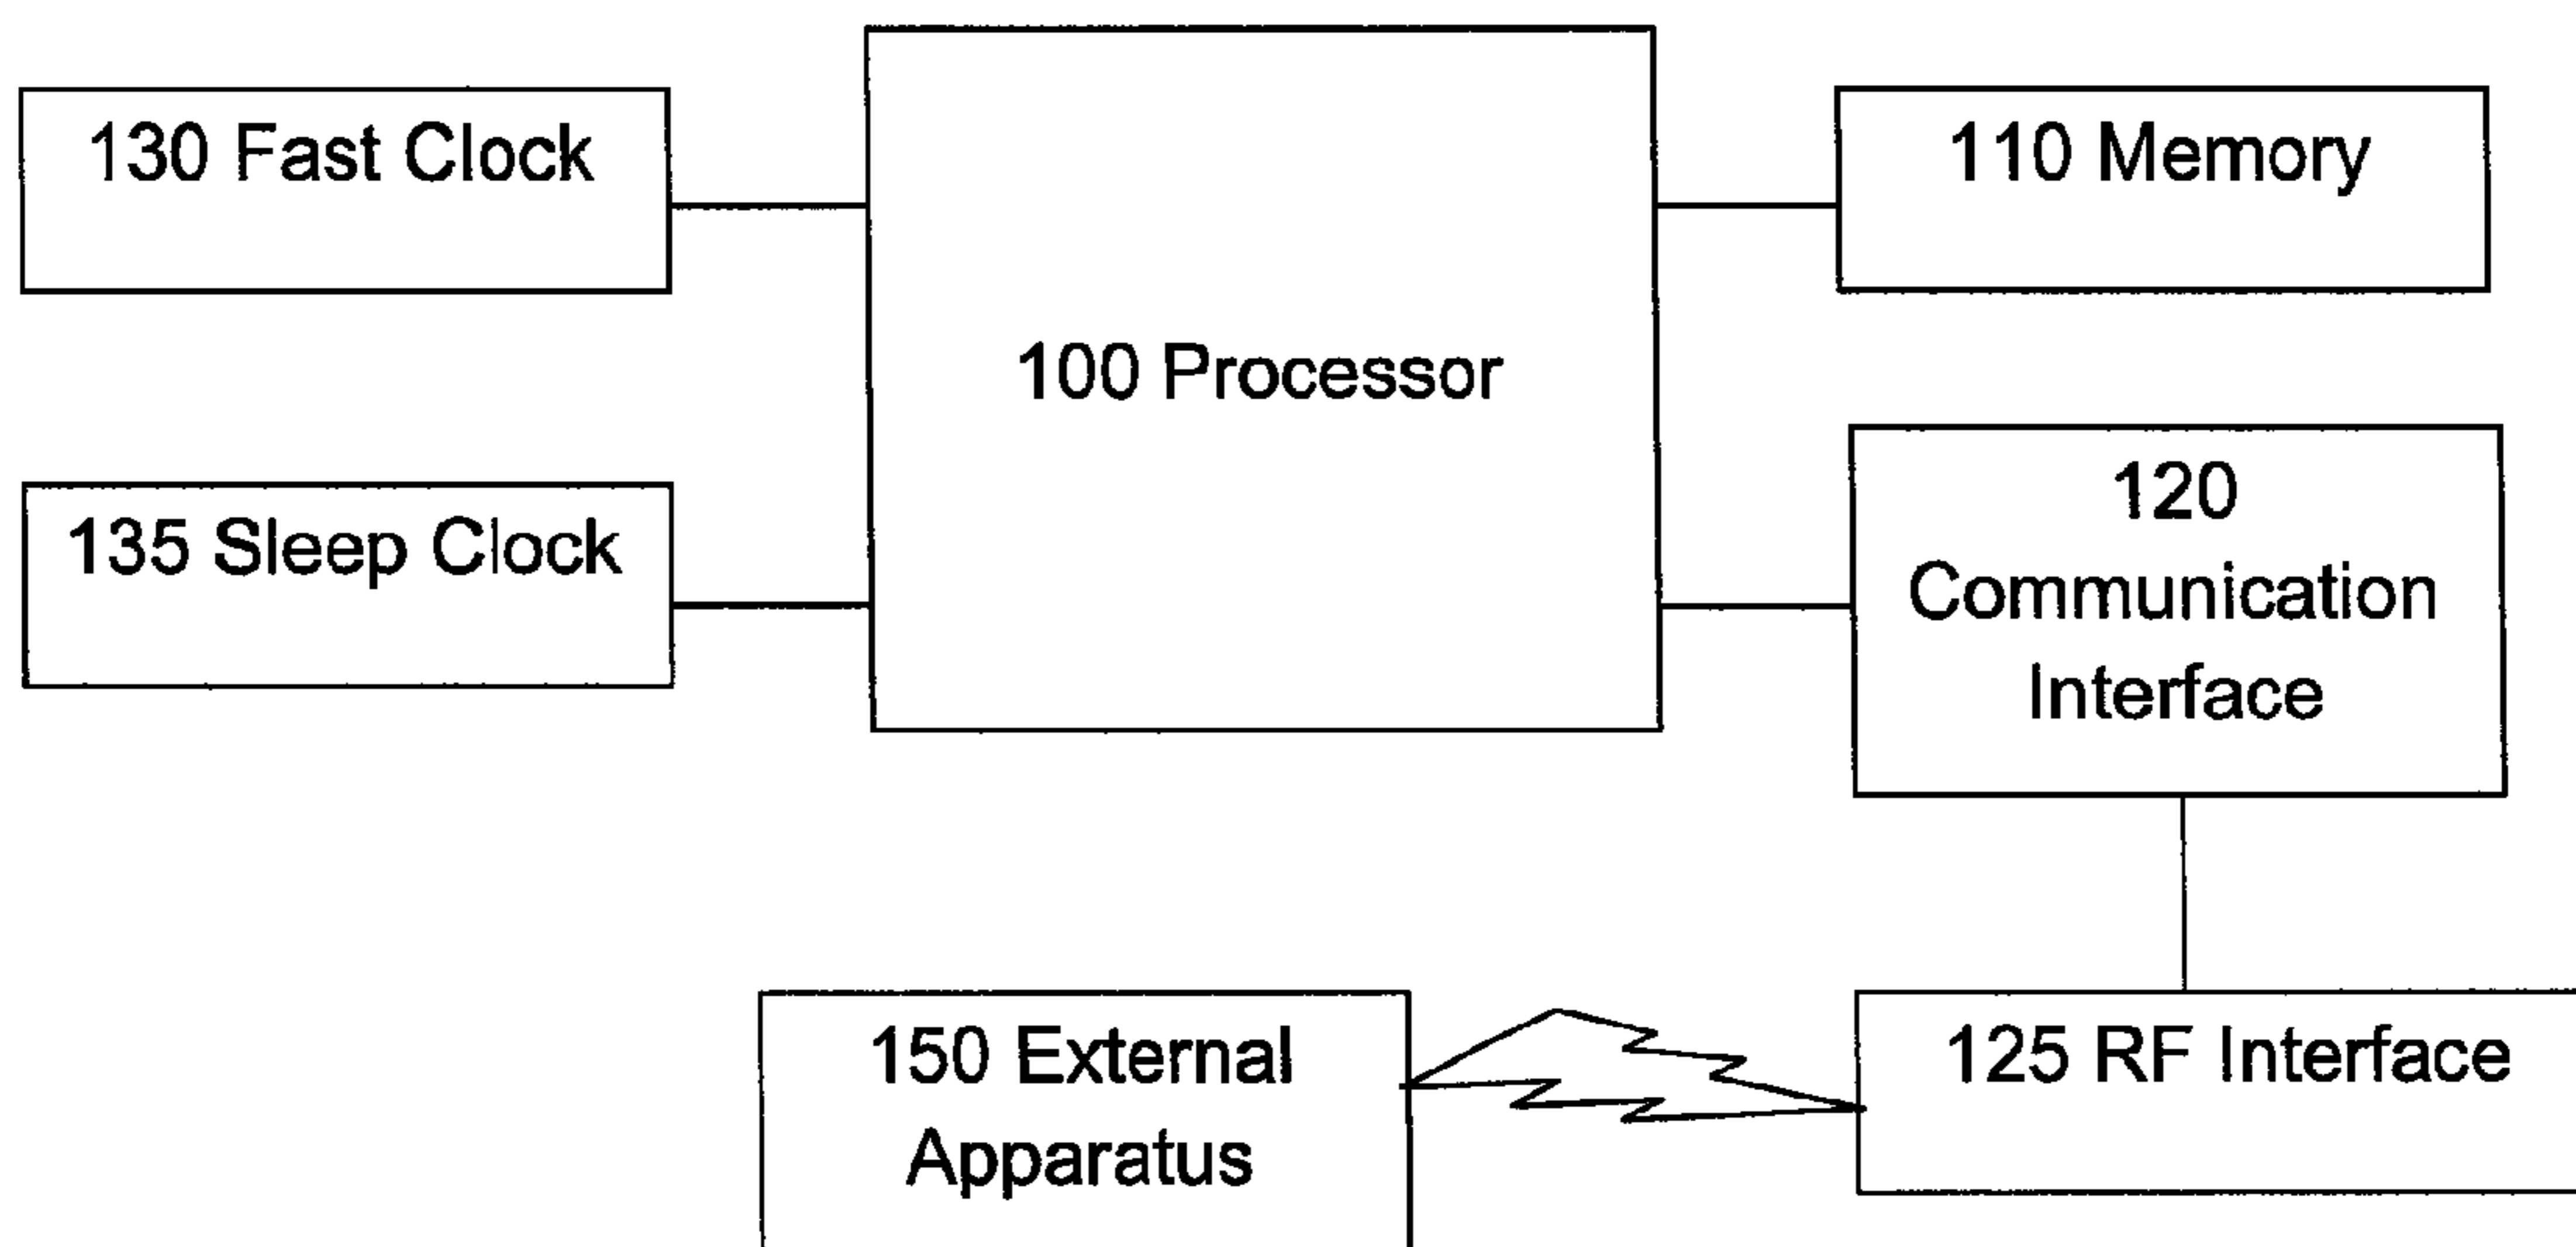 130 Fast Clock
110 Memory
100 Processor
135 Sleep Clock
120
Communication
Interface
150 External
Apparatus
125 RF Interface